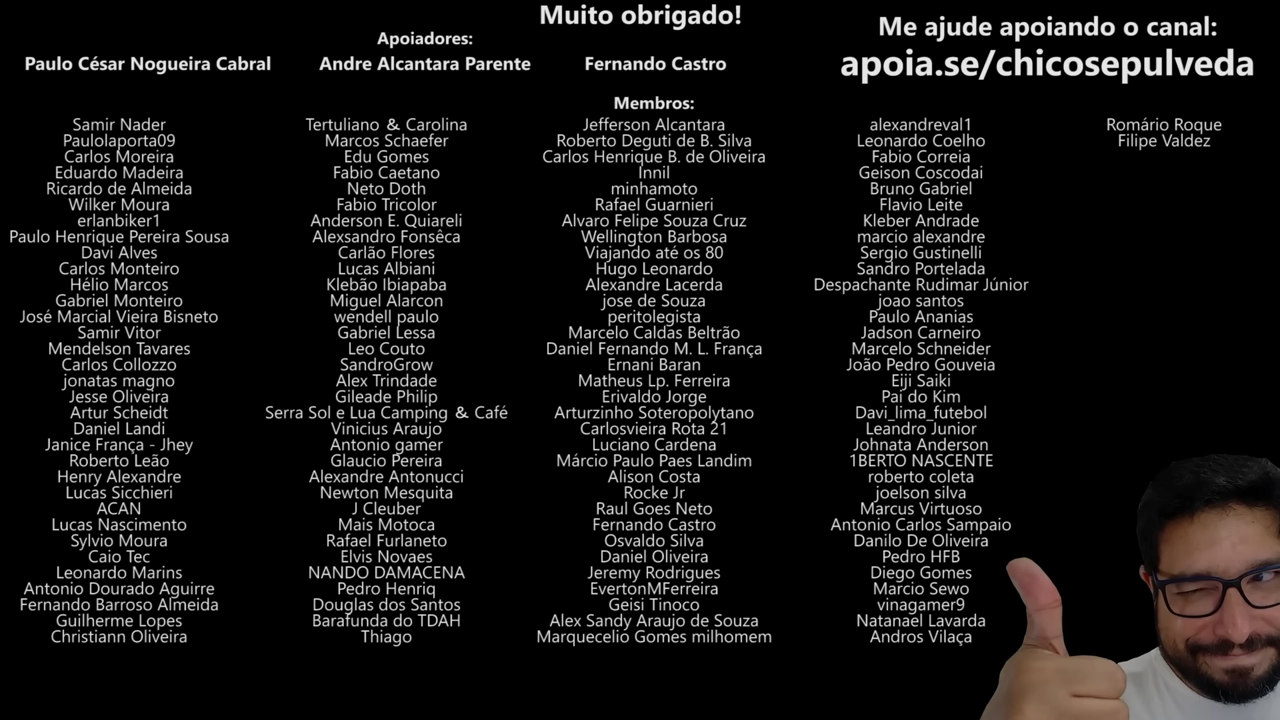 Muito obrigado!
Apoiadores:
Paulo César Nogueira Cabral
Andre Alcantara Parente
Fernando Castro
Me ajude apoiando o canal:
apoia.se/chicosepulveda
Membros:
Samir Nader
Paulolaporta09
Carlos Moreira
Eduardo Madeira
Ricardo de Almeida
Wilker Moura
erlanbiker1
Paulo Henrique Pereira Sousa
Davi Alves
Carlos Monteiro
Hélio Marcos
Gabriel Monteiro
José Marcial Vieira Bisneto
Samir Vitor
Mendelson Tavares
Carlos Collozzo
jonatas magno
Jesse Oliveira
Artur Scheidt
Daniel Landi
Janice França - Jhey
Roberto Leão
Henry Alexandre
Lucas Sicchieri
ACAN
Lucas Nascimento
Sylvio Moura
Caio Tec
Leonardo Marins
Antonio Dourado Aguirre
Fernando Barroso Almeida
Guilherme Lopes
Christiann Oliveira
Tertuliano & Carolina
Marcos Schaefer
Edu Gomes
Fabio Caetano
Neto Doth
Fabio Tricolor
Anderson E. Quiareli
Alexsandro Fonsêca
Carlão Flores
Lucas Albiani
Klebão Ibiapaba
Miguel Alarcon
wendell paulo
Gabriel Lessa
Leo Couto
SandroGrow
Alex Trindade
Gileade Philip
Serra Sol e Lua Camping & Café
Vinicius Araujo
Antonio gamer
Glaucio Pereira
Alexandre Antonucci
Newton Mesquita
J Cleuber
Mais Motoca
Rafael Furlaneto
Elvis Novaes
NANDO DAMACENA
Pedro Henriq
Douglas dos Santos
Barafunda do TDAH
Thiago
Jefferson Alcantara
Roberto Deguti de B. Silva
Carlos Henrique B. de Oliveira
Innil
minhamoto
Rafael Guarnieri
Alvaro Felipe Souza Cruz
Wellington Barbosa
Viajando até os 80
Hugo Leonardo
Alexandre Lacerda
jose de Souza
peritolegista
Marcelo Caldas Beltrão
Daniel Fernando M. L. França
Ernani Baran
Matheus Lp. Ferreira
Erivaldo Jorge
Arturzinho Soteropolytano
Carlosvieira Rota 21
Luciano Cardena
Márcio Paulo Paes Landim
Alison Costa
Rocke Jr
Raul Goes Neto
Fernando Castro
Osvaldo Silva
Daniel Oliveira
Jeremy Rodrigues
EvertonMFerreira
Geisi Tinoco
Alex Sandy Araujo de Souza
Marquecelio Gomes milhomem
alexandreval1
Leonardo Coelho
Fabio Correia
Geison Coscodai
Bruno Gabriel
Flavio Leite
Kleber Andrade
marcio alexandre
Sergio Gustinelli
Sandro Portelada
Despachante Rudimar Júnior
joao santos
Paulo Ananias
Jadson Carneiro
Marcelo Schneider
João Pedro Gouveia
Eiji Saiki
Pai do Kim
Davi_lima_futebol
Leandro Junior
Johnata Anderson
1BERTO NASCENTE
roberto coleta
joelson silva
Marcus Virtuoso
Antonio Carlos Sampaio
Danilo De Oliveira
Pedro HFB
Diego Gomes
Marcio Sewo
vinagamer9
Natanael Lavarda
Andros Vilaça
Romário Roque
Filipe Valdez